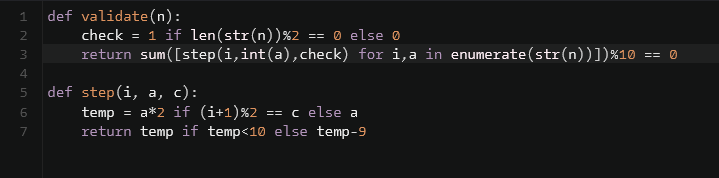 1 def validate(n):
2     check = 1 if len(str(n))%2 == 0 else 0
3     return sum([step(i,int(a),check) for i,a in enumerate(str(n))])%10 == 0
4
5 def step(i, a, c):
6     temp = a*2 if (i+1)%2 == c else a
7     return temp if temp<10 else temp-9